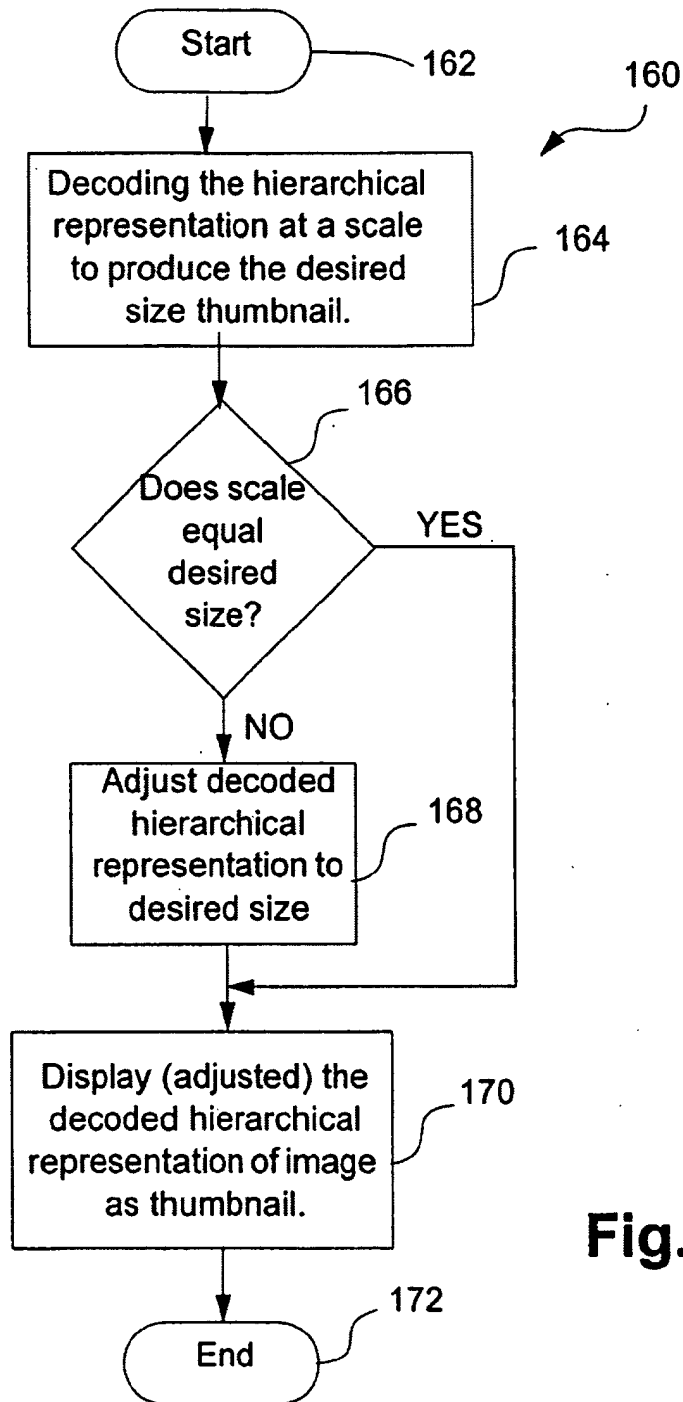 Start
162
160
Decoding the hierarchical
representation at a scale
to produce the desired
size thumbnail.
164
166
Does scale
equal
desired
size?
YES
NO
Adjust decoded
hierarchical
representation to
desired size
168
Display (adjusted) the
decoded hierarchical
representation of image
as thumbnail.
170
Fig.
End
172